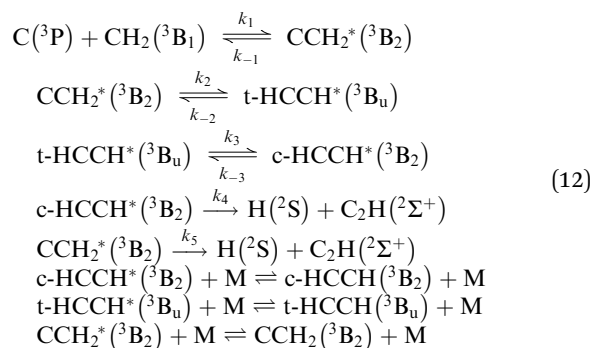 C(³P) + CH₂(³B₁) ⇌ CCH₂*(³B₂) k₁ k₋₁
CCH₂*(³B₂) ⇌ t-HCCH*(³Bᵤ) k₂ k₋₂
t-HCCH*(³Bᵤ) ⇌ c-HCCH*(³B₂) k₃ k₋₃
c-HCCH*(³B₂) → H(²S) + C₂H(²Σ⁺) k₄
CCH₂*(³B₂) → H(²S) + C₂H(²Σ⁺) k₅
c-HCCH*(³B₂) + M ⇌ c-HCCH(³B₂) + M
t-HCCH*(³Bᵤ) + M ⇌ t-HCCH(³Bᵤ) + M
CCH₂*(³B₂) + M ⇌ CCH₂(³B₂) + M
(12)